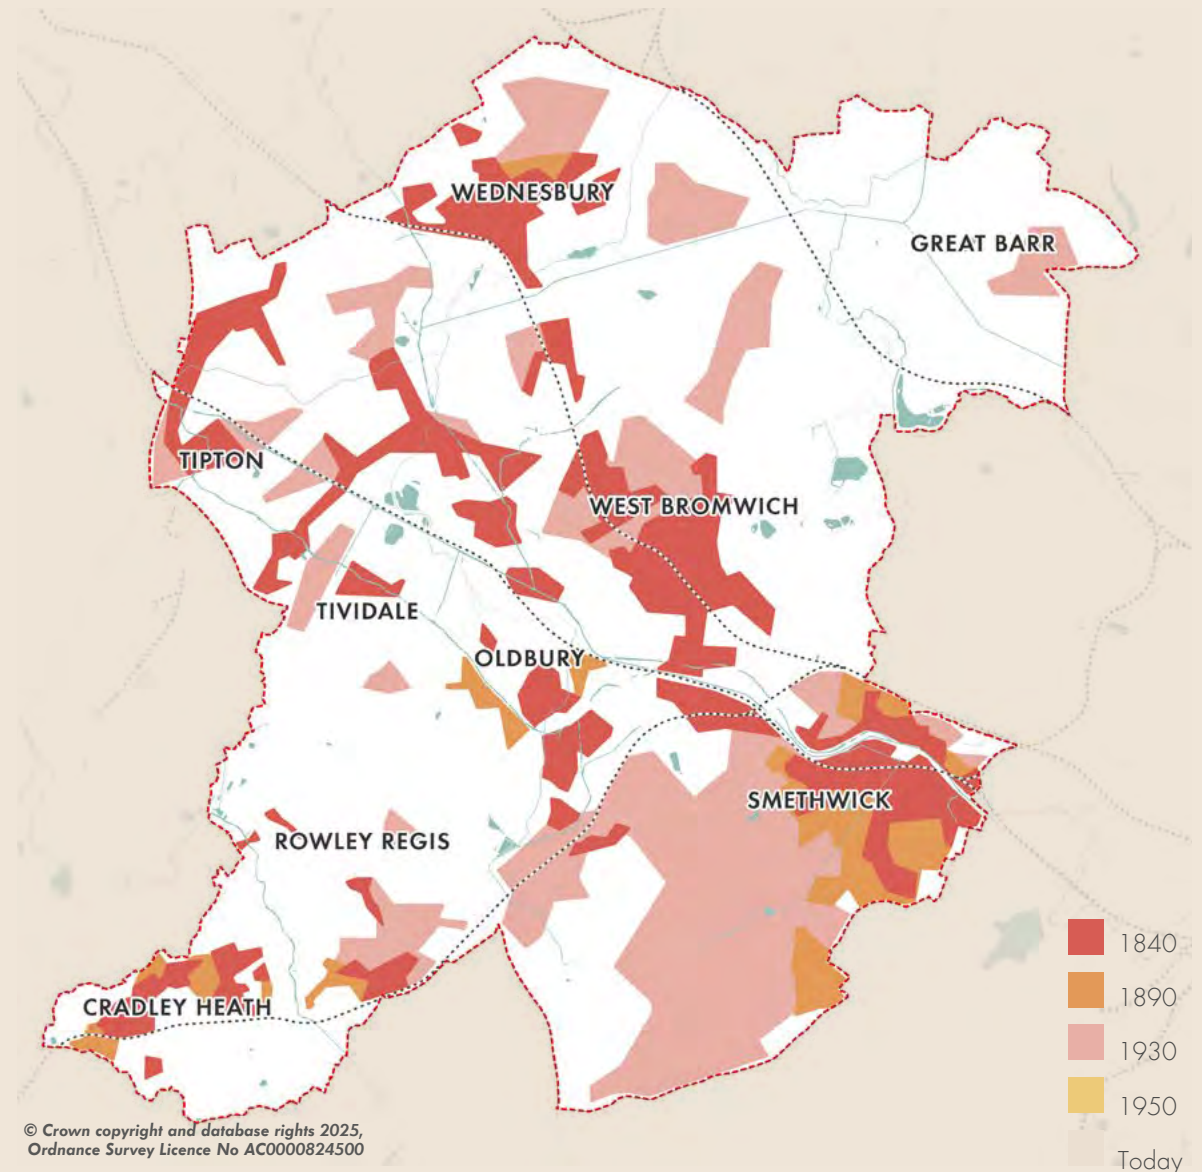 WEDNESBURY
GREAT BARR
TIPTON
WEST BROMWICH
TIVIDALE
OLDBURY
SMETHWICK
ROWLEY REGIS
CRADLEY HEATH
1840
1890
1930
1950
Today
© Crown copyright and database rights 2025,
Ordnance Survey Licence No AC0000824500